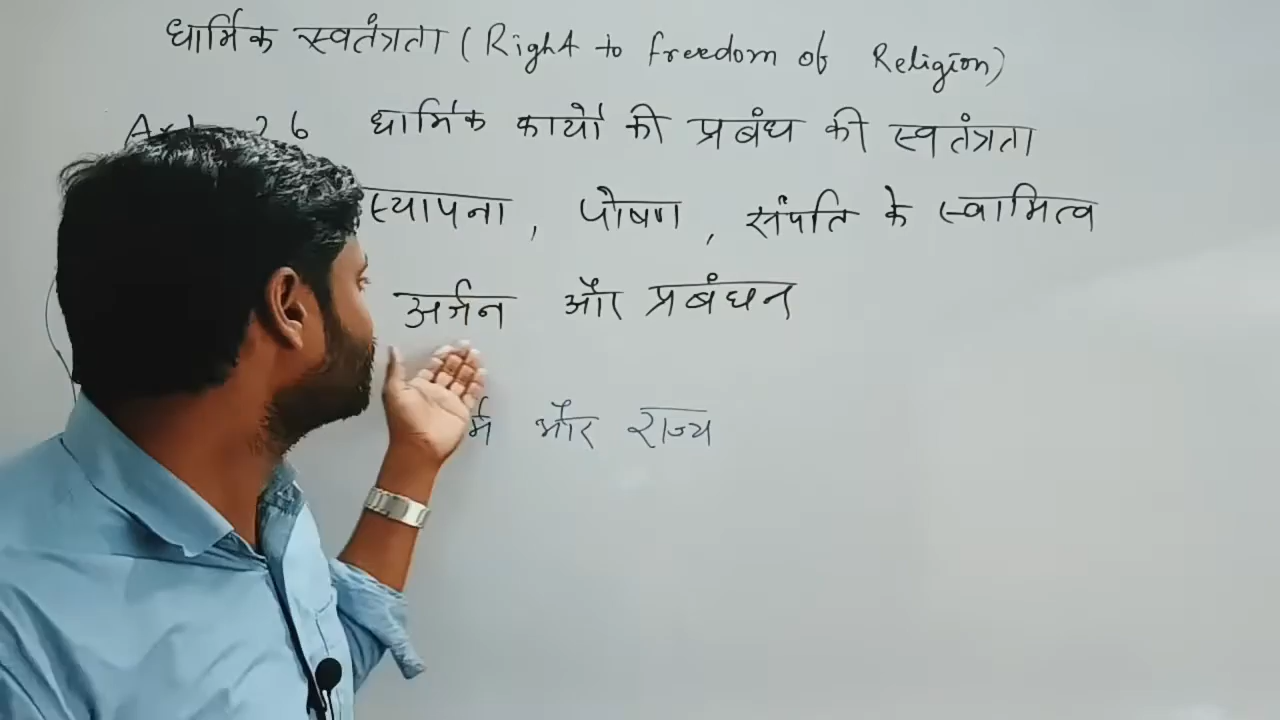 धार्मिक स्वतंत्रता (Right to freedom of Religion)
26 धार्मिक कार्यो की प्रबंध की स्वतंत्रता
स्थापना, पोषण, संपति के स्वामित्व
अर्जन और प्रबंधन
और राज्य